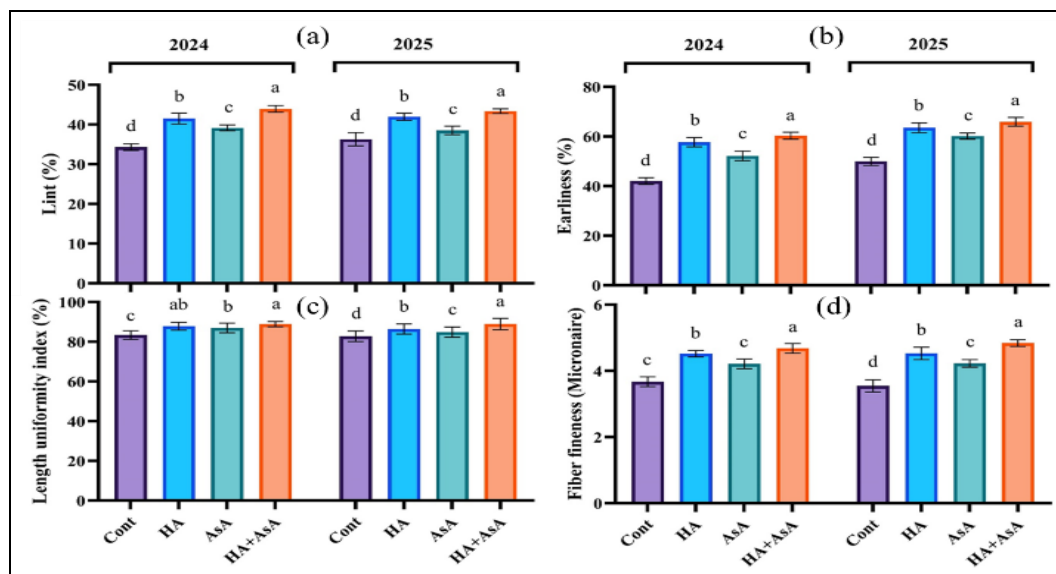 (a)
2024
2025
50
40
30
20
10
0
Lint (%)
d
b
c
a
d
b
c
a
(b)
2024
2025
80
60
40
20
0
Earliness (%)
d
b
c
a
d
b
c
a
(c)
100
80
60
40
20
0
Length uniformity index (%)
c
ab
b
a
d
b
c
a
Cont
HA
AsA
HA+AsA
Cont
HA
AsA
HA+AsA
(d)
6
4
2
0
Fiber fineness (Micronaire)
c
b
c
a
d
b
c
a
Cont
HA
AsA
HA+AsA
Cont
HA
AsA
HA+AsA